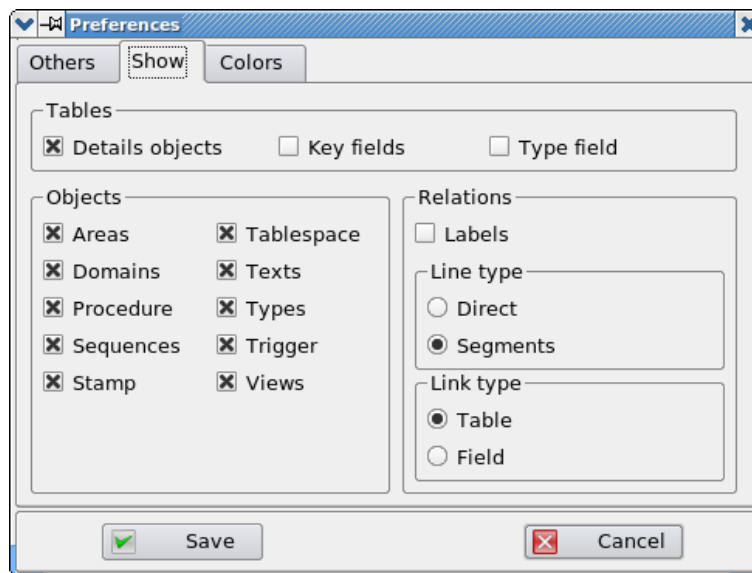 Preferences
Others Show Colors
Tables
Details objects Key fields Type field
Objects
Areas Tablespace
Domains Texts
Procedure Types
Sequences Trigger
Stamp Views
Relations
Labels
Line type
Direct
Segments
Link type
Table
Field
Save Cancel